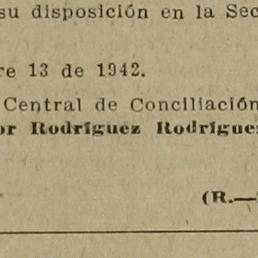 su disposición en la Sec
re 13 de 1942.
Central de Conciliación
or Rodríguez Rodríguez
(R.—